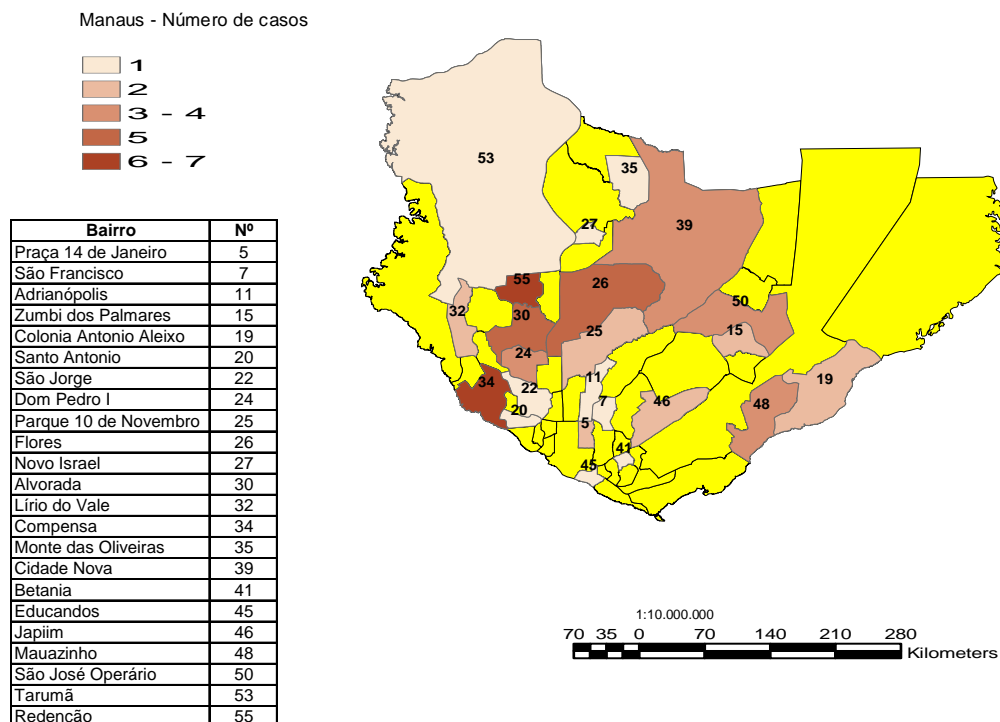 Manaus - Número de casos
1
2
3 - 4
5
6 - 7
Bairro Nº
Praça 14 de Janeiro 5
São Francisco 7
Adrianópolis 11
Zumbi dos Palmares 15
Colonia Antonio Aleixo 19
Santo Antonio 20
São Jorge 22
Dom Pedro I 24
Parque 10 de Novembro 25
Flores 26
Novo Israel 27
Alvorada 30
Lírio do Vale 32
Compensa 34
Monte das Oliveiras 35
Cidade Nova 39
Betania 41
Educandos 45
Japiim 46
Mauazinho 48
São José Operário 50
Tarumã 53
Redenção 55
53
35
27
39
55
26
50
32
30
25
15
24
11
34
22
19
7
46
20
48
5
41
45
1:10.000.000
70 35 0 70 140 210 280
Kilometers